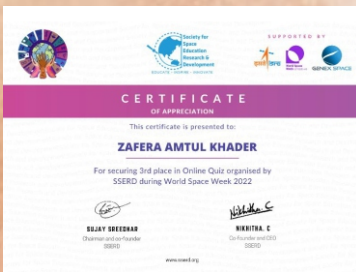 Society for
Space
Education
Research &
Development
EDUCATE - INSPIRE - INNOVATE
SUPPORTED BY
GENEX SPACE
CERTIFICATE
OF APPRECIATION
This certificate is presented to:
ZAFERA AMTUL KHADER
For securing 3rd place in Online Quiz organised by
SSERD during World Space Week 2022
Nikhitha. C
SUJAY SREEDHAR
Chairman and co-founder
SSERD
NIKHITHA. C
Co-founder and CEO
SSERD
www.sserd.org